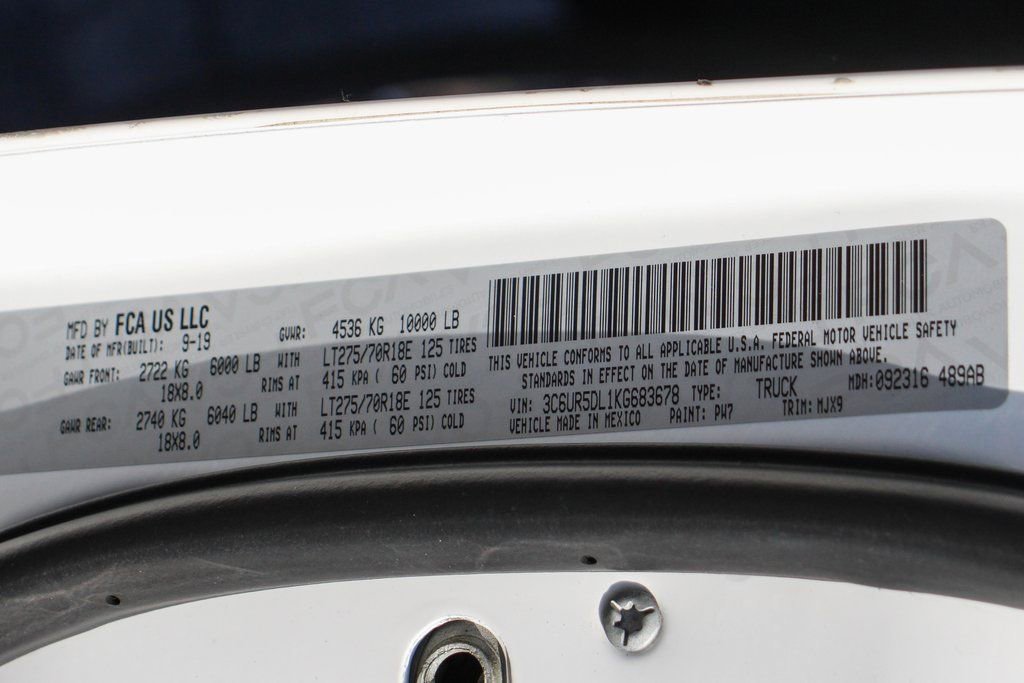 MFD BY FCA US LLC
DATE OF MFR(BUILT): 9-19 GVWR: 4536 KG 10000 LB
GAWR FRONT: 2722 KG 6000 LB WITH LT275/70R18E 125 TIRES
18X8.0 RIMS AT 415 KPA ( 60 PSI) COLD
GAWR REAR: 2740 KG 6040 LB WITH LT275/70R18E 125 TIRES
18X8.0 RIMS AT 415 KPA ( 60 PSI) COLD
THIS VEHICLE CONFORMS TO ALL APPLICABLE U.S.A. FEDERAL MOTOR VEHICLE SAFETY
STANDARDS IN EFFECT ON THE DATE OF MANUFACTURE SHOWN ABOVE.
VIN: 3C6UR5DL1KG683678 TYPE: TRUCK MDH: 092316 489AB
VEHICLE MADE IN MEXICO PAINT: PW7 TRIM: MJX9